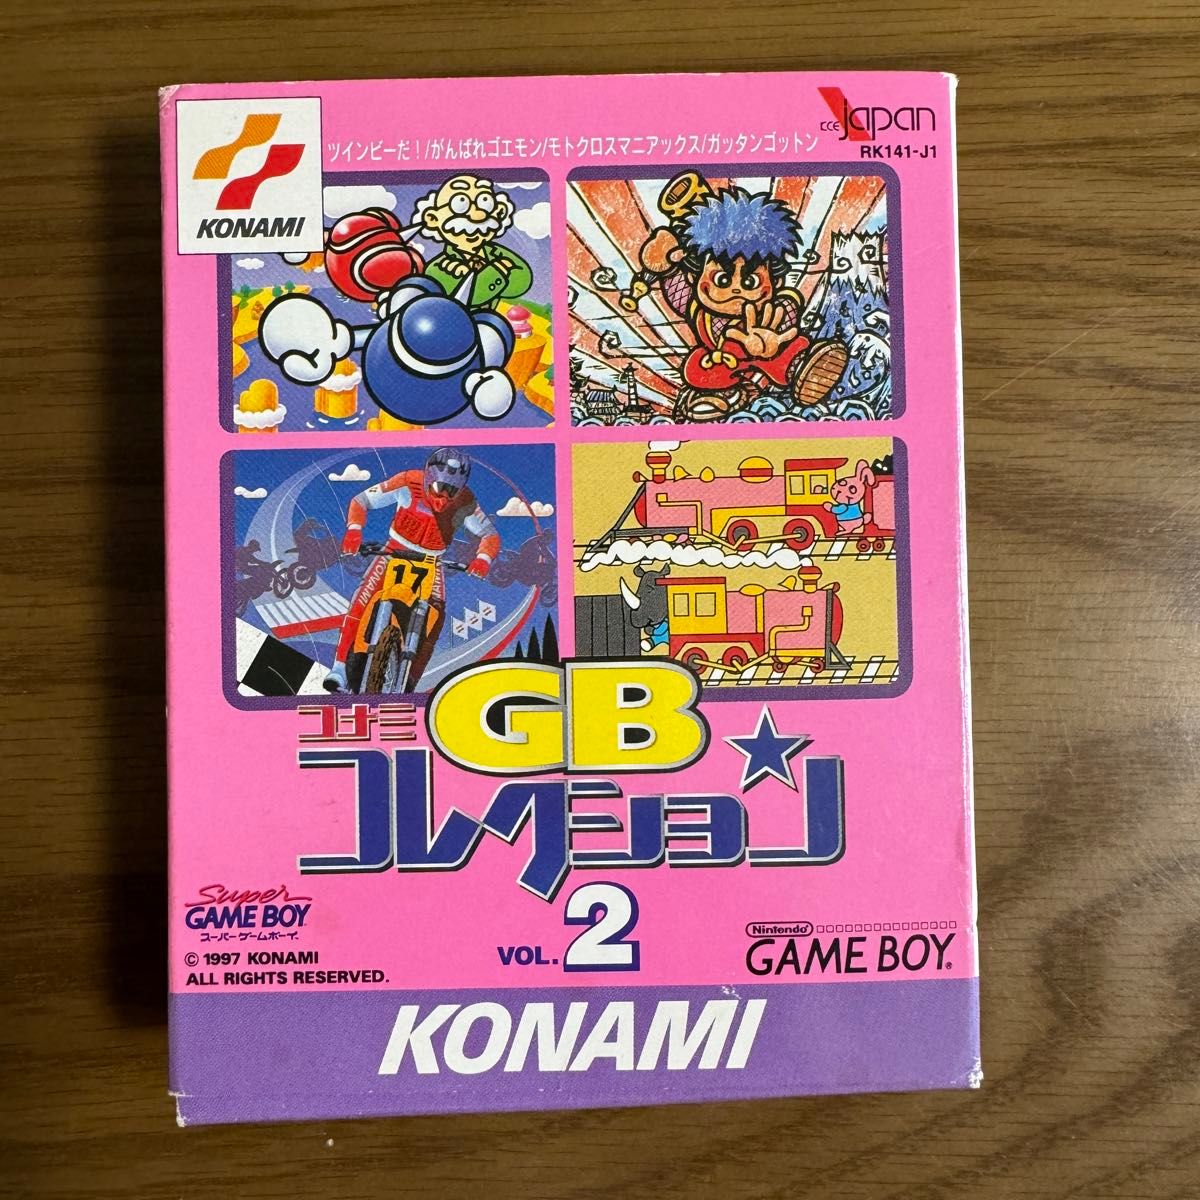 KONAMI
CCE Japan
RK141-J1
ツインビーだ!/がんばれゴエモン/モトクロスマニアックス/ガッタンゴットン
KONAMI
17
コナミ
GB
コレクション
VOL.2
Super
GAME BOY
スーパーゲームボーイ
© 1997 KONAMI
ALL RIGHTS RESERVED.
Nintendo
GAME BOY®
KONAMI